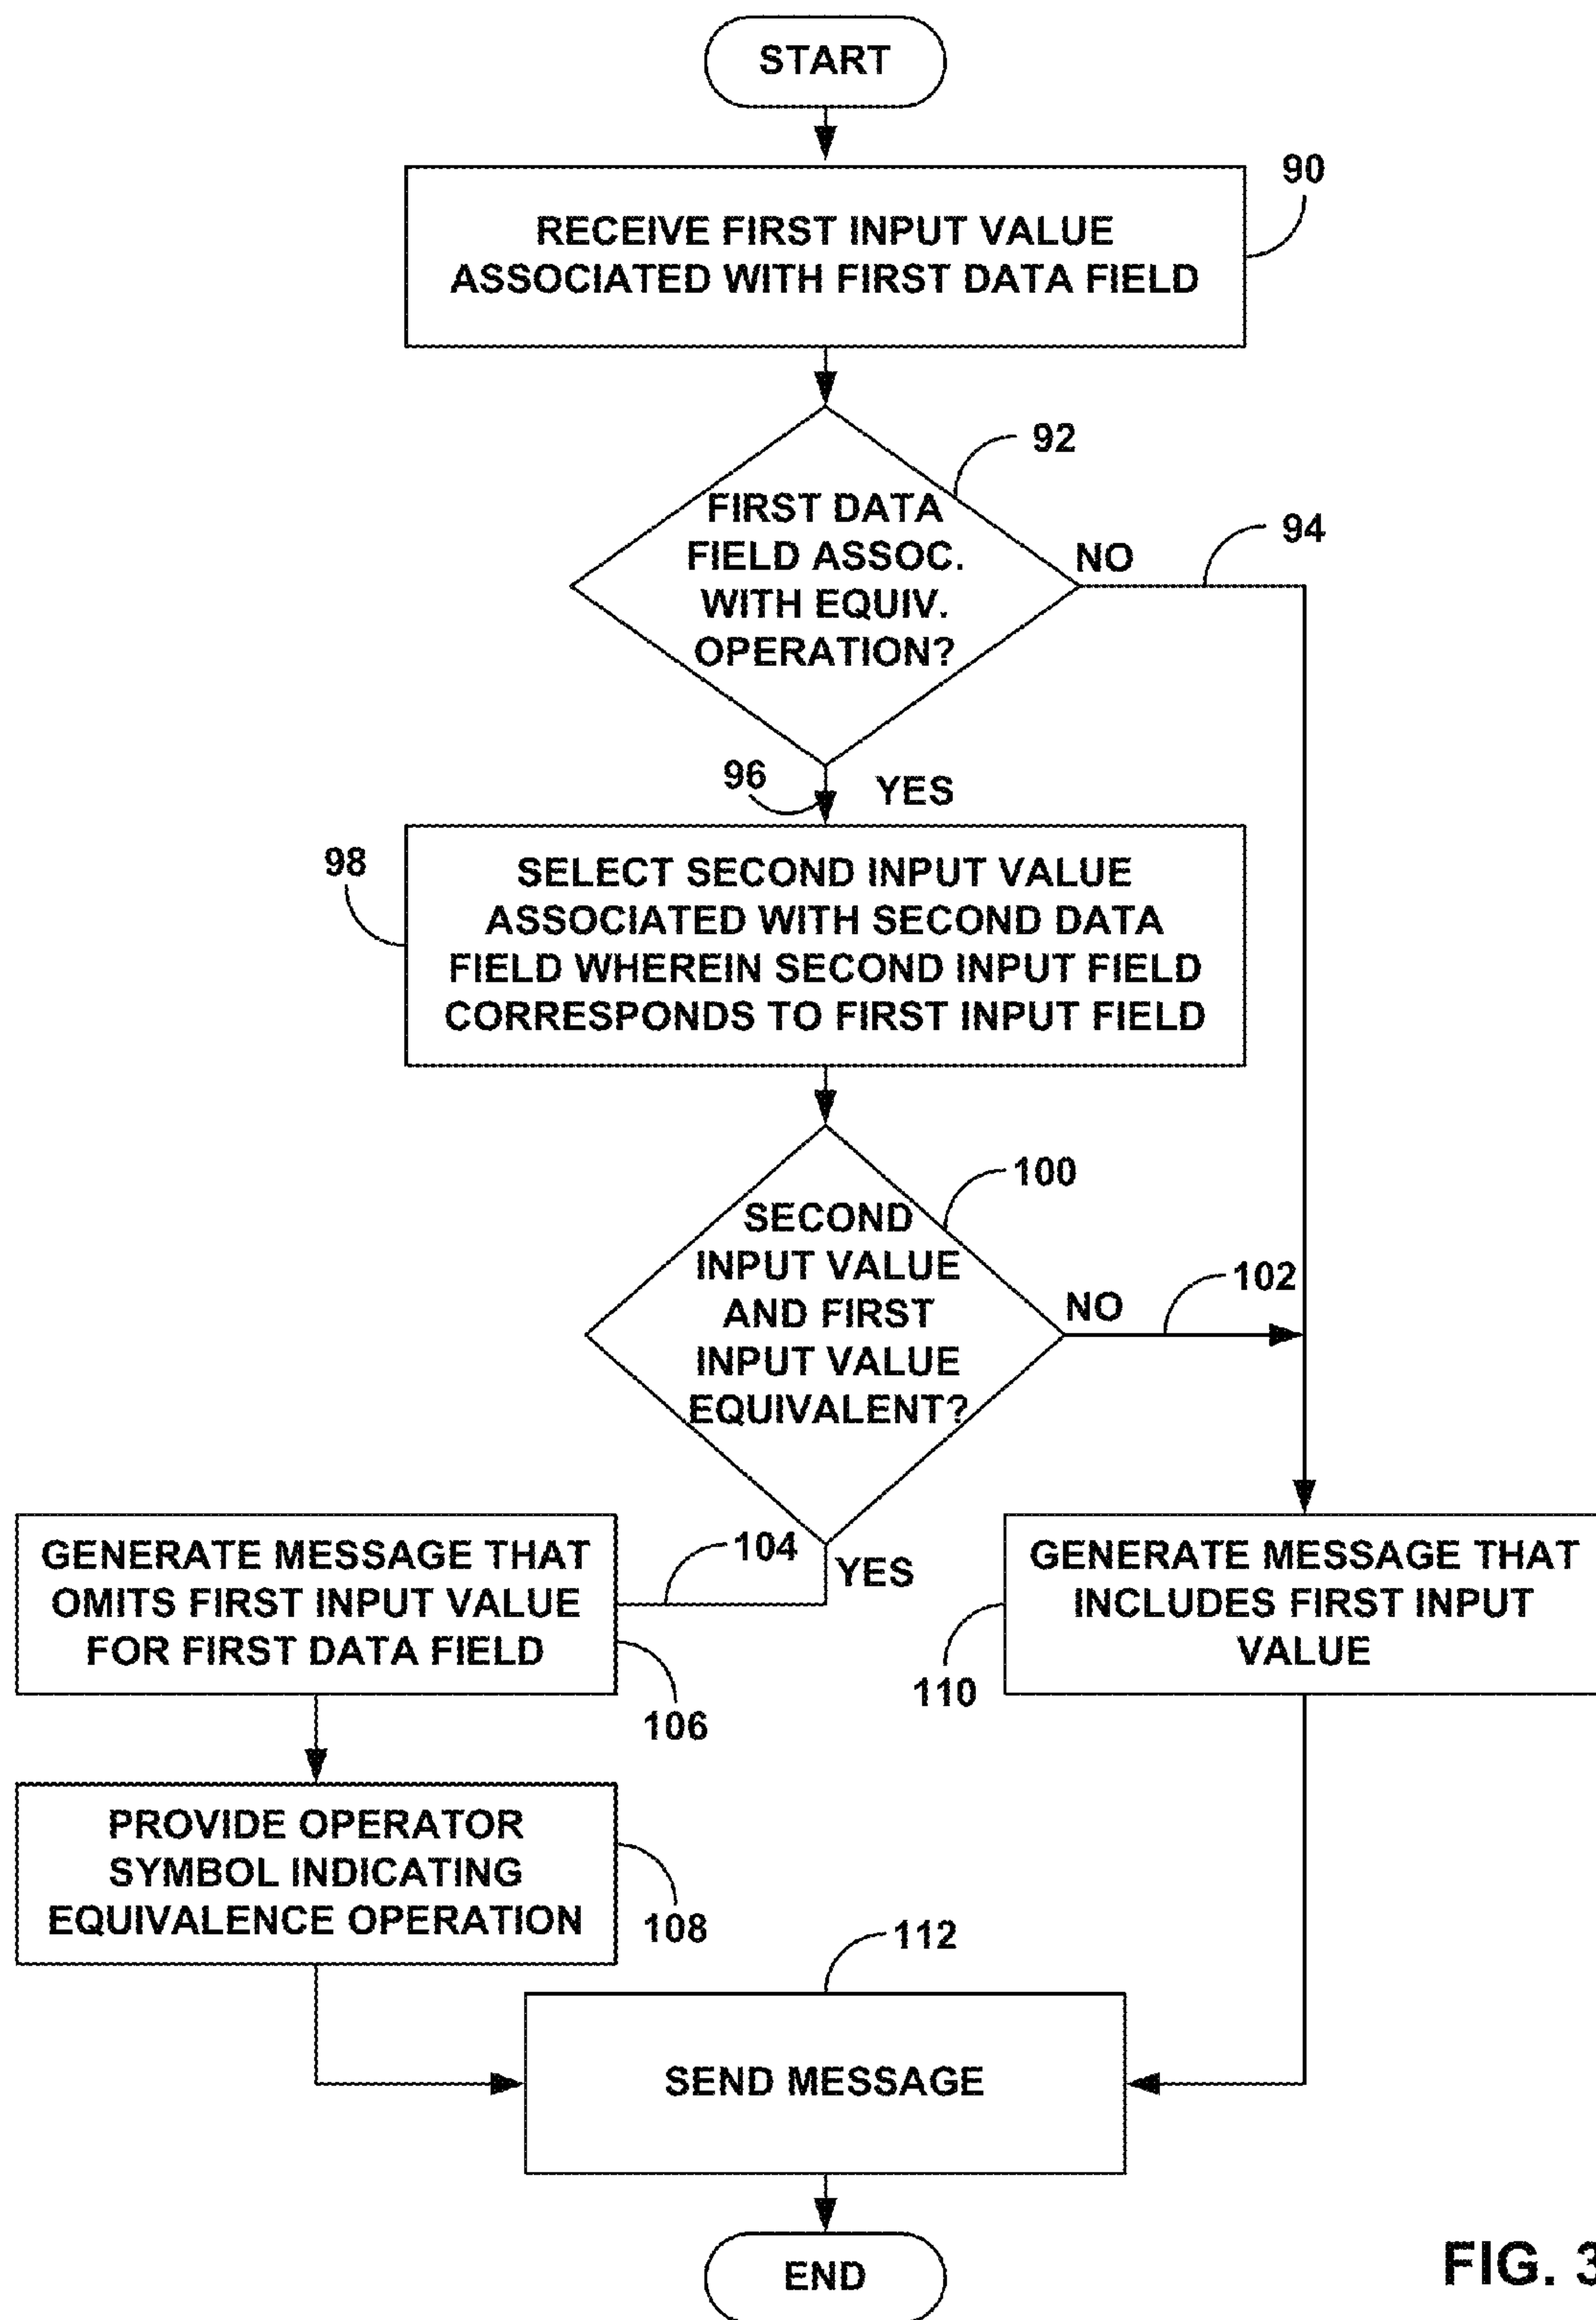 START
90
RECEIVE FIRST INPUT VALUE
ASSOCIATED WITH FIRST DATA FIELD
92
FIRST DATA
FIELD ASSOC.
WITH EQUIV.
OPERATION?
NO
94
96
YES
98
SELECT SECOND INPUT VALUE
ASSOCIATED WITH SECOND DATA
FIELD WHEREIN SECOND INPUT FIELD
CORRESPONDS TO FIRST INPUT FIELD
100
SECOND
INPUT VALUE
AND FIRST
INPUT VALUE
EQUIVALENT?
NO
102
104
YES
GENERATE MESSAGE THAT
OMITS FIRST INPUT VALUE
FOR FIRST DATA FIELD
106
GENERATE MESSAGE THAT
INCLUDES FIRST INPUT
VALUE
110
PROVIDE OPERATOR
SYMBOL INDICATING
EQUIVALENCE OPERATION
108
112
SEND MESSAGE
END
FIG. 3